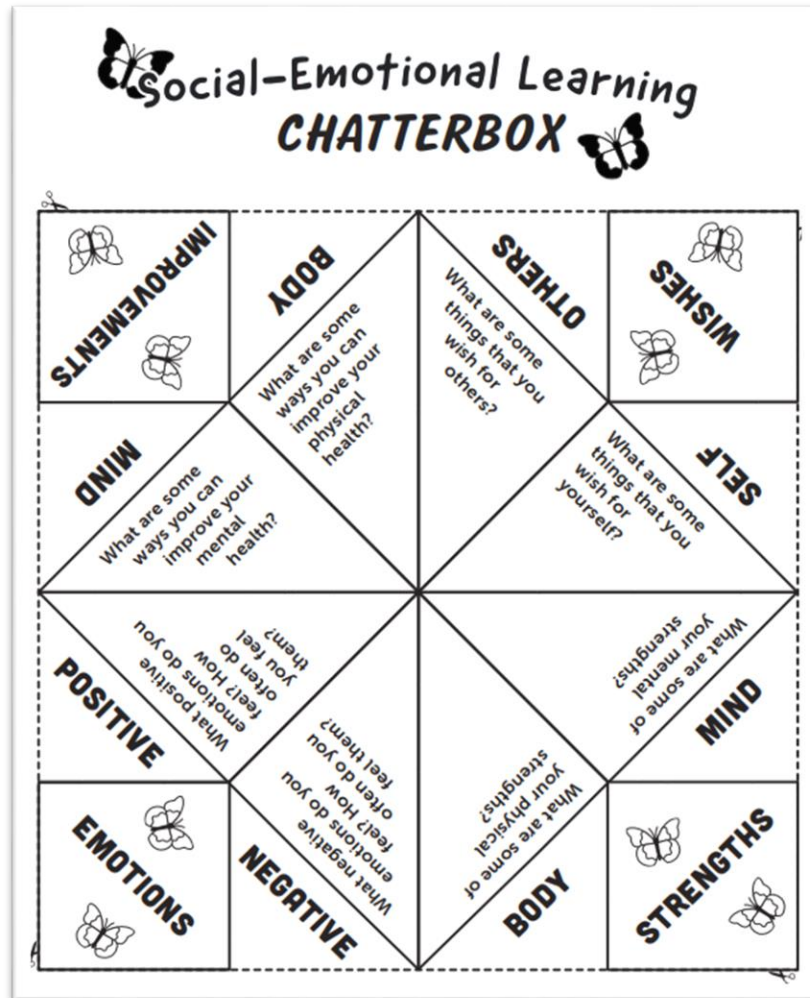 Social-Emotional Learning
CHATTERBOX
IMPROVEMENTS
BODY
What are some
ways you can
improve your
physical
health?
MIND
What are some
ways you can
improve your
mental
health?
OTHERS
What are some
things that you
wish for
others?
WISHES
SELF
What are some
things that you
wish for
yourself?
POSITIVE
What positive
emotions do you
feel? How
often do
you feel
them?
EMOTIONS
NEGATIVE
What negative
emotions do you
feel? How
often do you
feel them?
MIND
What are some of
your mental
strengths?
BODY
What are some of
your physical
strengths?
STRENGTHS